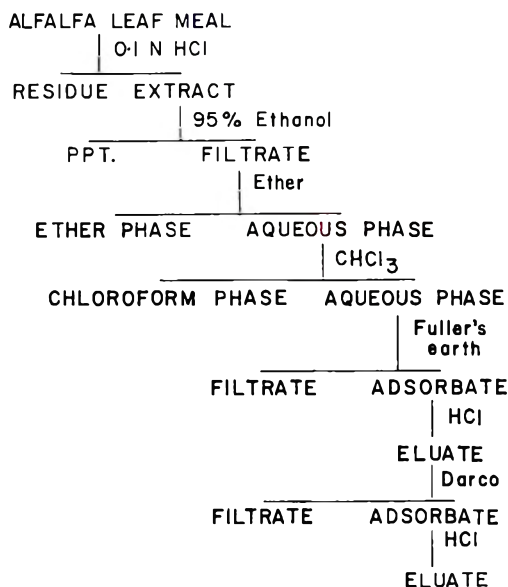 ALFALFA LEAF MEAL
0·1 N HCl
RESIDUE EXTRACT
95% Ethanol
PPT. FILTRATE
Ether
ETHER PHASE AQUEOUS PHASE
CHCl3
CHLOROFORM PHASE AQUEOUS PHASE
Fuller's
earth
FILTRATE ADSORBATE
HCl
ELUATE
Darco
FILTRATE ADSORBATE
HCl
ELUATE